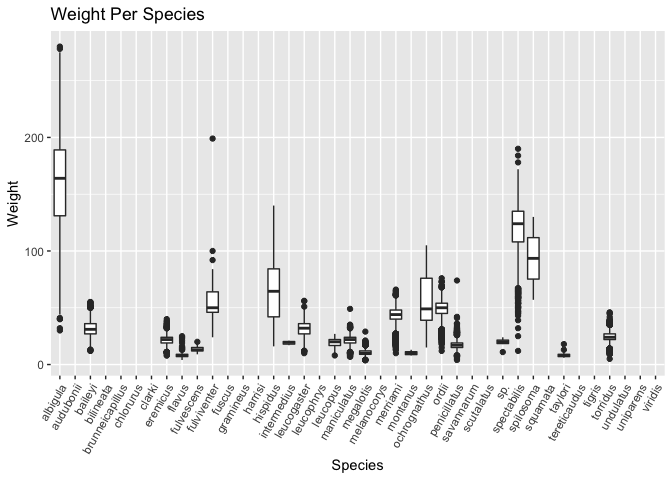 Weight Per Species
200
100
0
Weight
albigula
audubonii
baileyi
bilineata
brunneicapillus
chlorurus
clarki
eremicus
flavus
fulvescens
fulviventer
fuscus
gramineus
harrisi
hispidus
intermedius
leucogaster
leucophrys
leucopus
maniculatus
megalotis
melanocorys
merriami
montanus
ochrognathus
ordii
penicillatus
savannarum
scutalatus
sp.
spectabilis
spilosoma
squamata
taylori
tereticaudus
tigris
torridus
undulatus
uniparens
viridis
Species